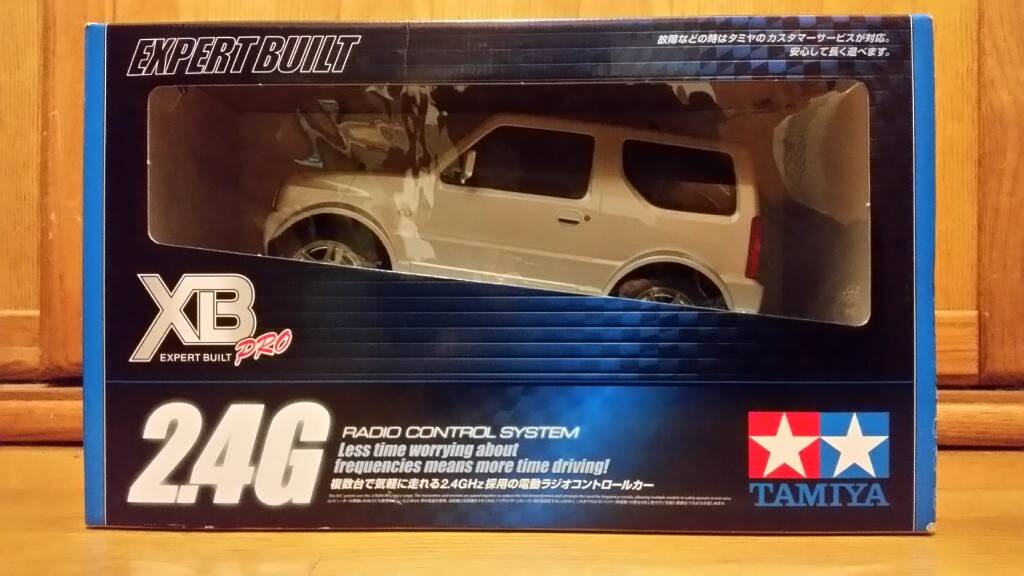 EXPERT BUILT
故障などの時はタミヤのカスタマーサービスが対応。
安心して長く遊べます。
XB
PRO
EXPERT BUILT
2.4G
RADIO CONTROL SYSTEM
Less time worrying about
frequencies means more time driving!
複数台で気軽に走れる2.4GHz採用の電動ラジオコントロールカー
TAMIYA